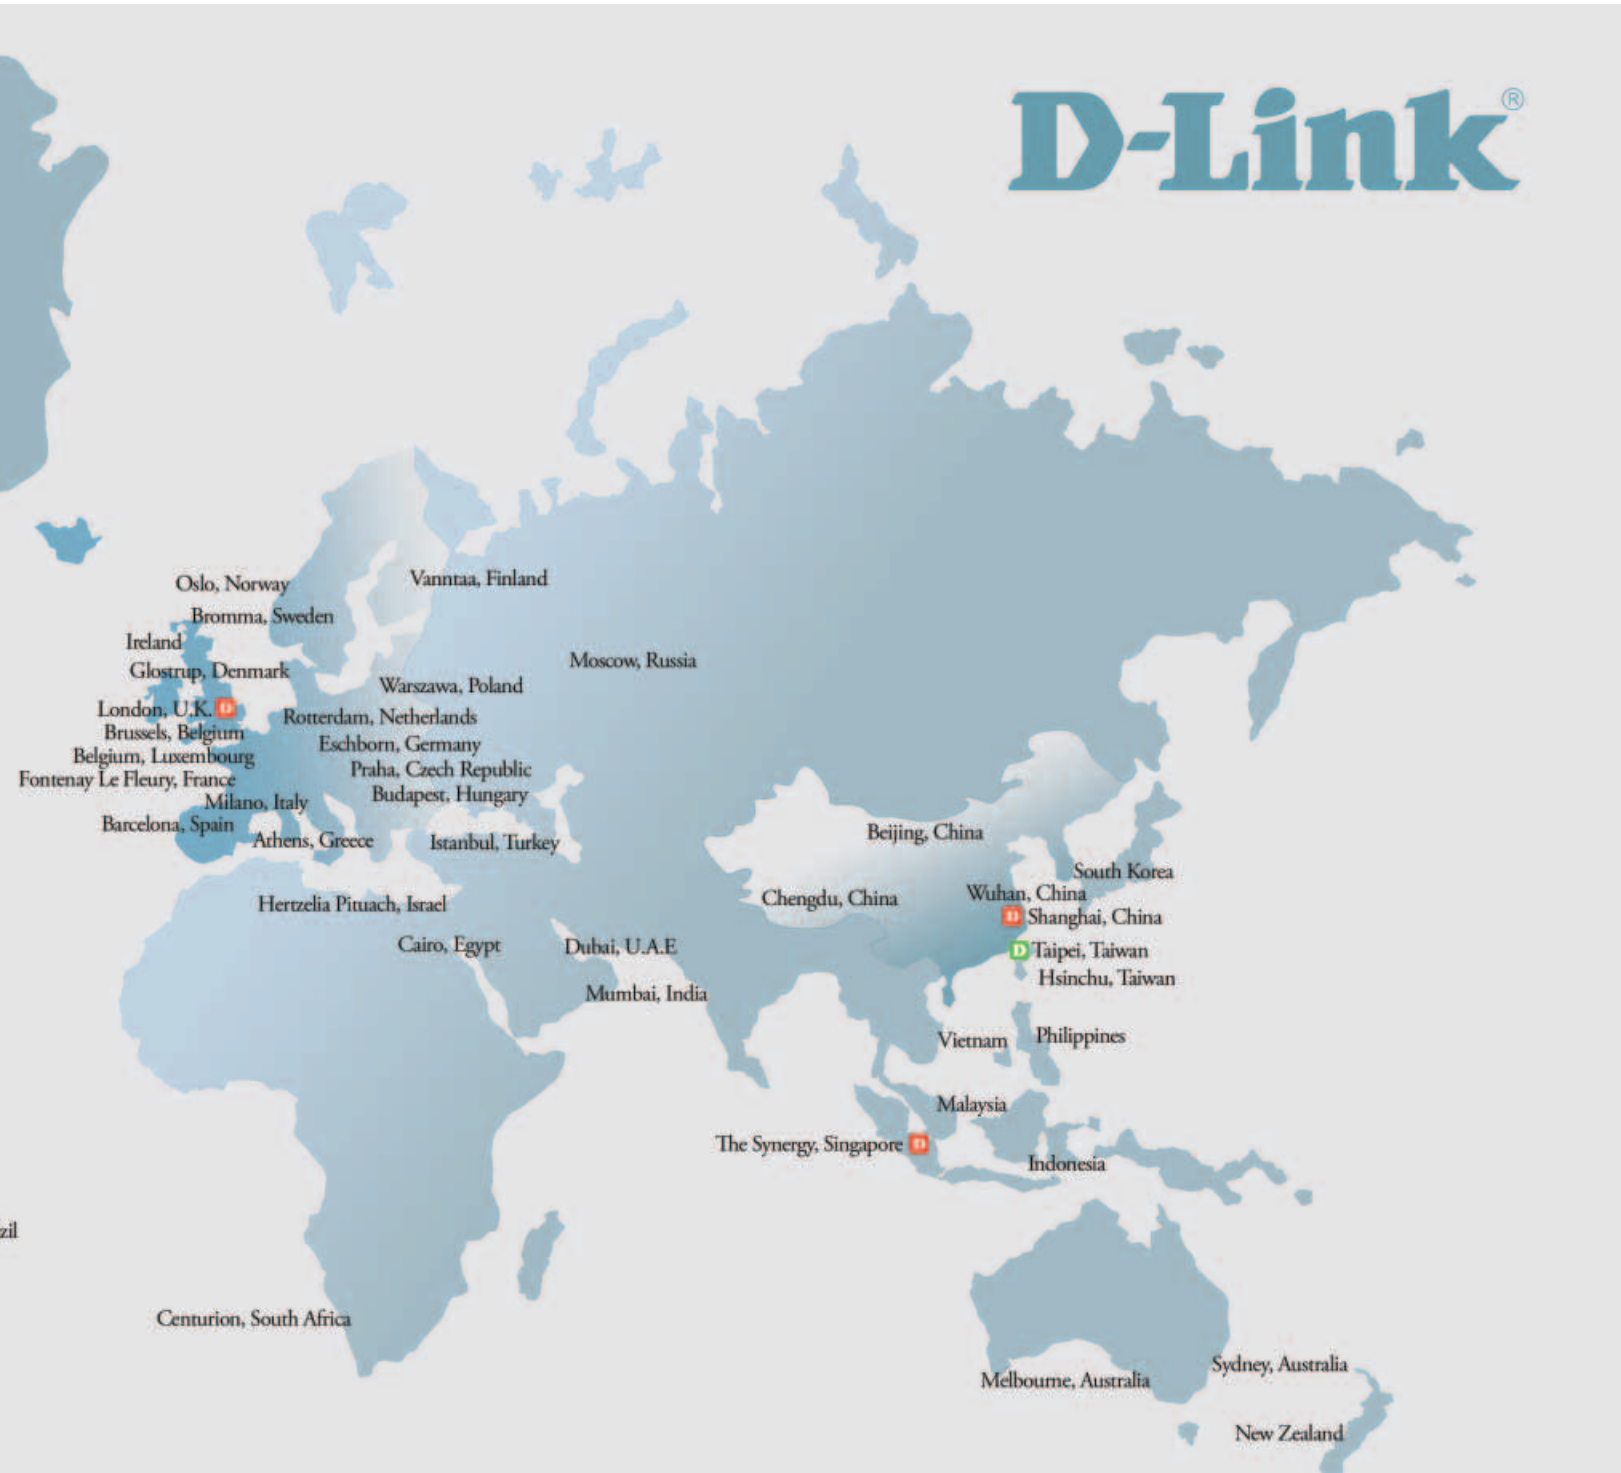 D-Link®
Oslo, Norway
Vanntaa, Finland
Bromma, Sweden
Ireland
Moscow, Russia
Glostrup, Denmark
Warszawa, Poland
London, U.K. D
Rotterdam, Netherlands
Brussels, Belgium
Eschborn, Germany
Belgium, Luxembourg
Praha, Czech Republic
Fontenay Le Fleury, France
Budapest, Hungary
Milano, Italy
Barcelona, Spain
Athens, Greece
Istanbul, Turkey
Beijing, China
South Korea
Wuhan, China
Chengdu, China
Hertzelia Pituach, Israel
D Shanghai, China
Cairo, Egypt
Dubai, U.A.E
D Taipei, Taiwan
Hsinchu, Taiwan
Mumbai, India
Vietnam
Philippines
Malaysia
The Synergy, Singapore D
Indonesia
zil
Centurion, South Africa
Sydney, Australia
Melbourne, Australia
New Zealand